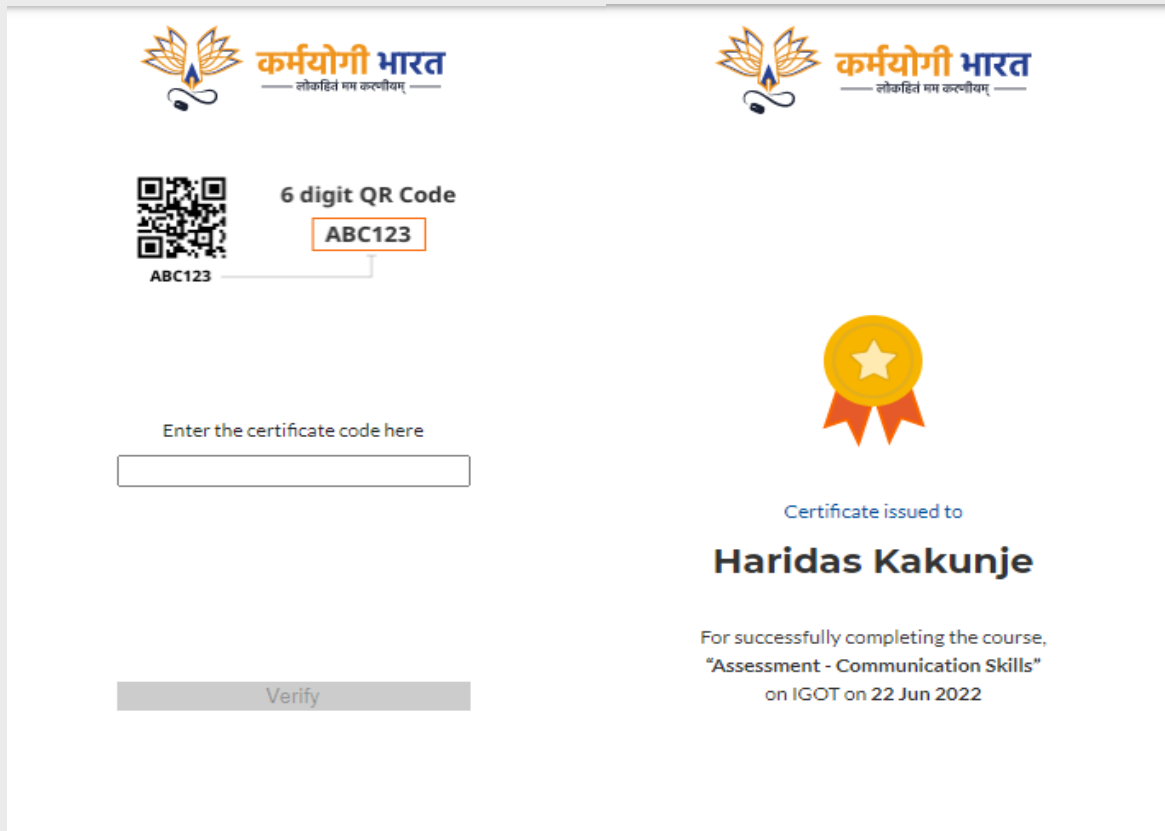 कर्मयोगी भारत
लोकहितं मम करणीयम्
6 digit QR Code
ABC123
ABC123
Enter the certificate code here
Verify
कर्मयोगी भारत
लोकहितं मम करणीयम्
Certificate issued to
Haridas Kakunje
For successfully completing the course,
“Assessment - Communication Skills”
on IGOT on 22 Jun 2022